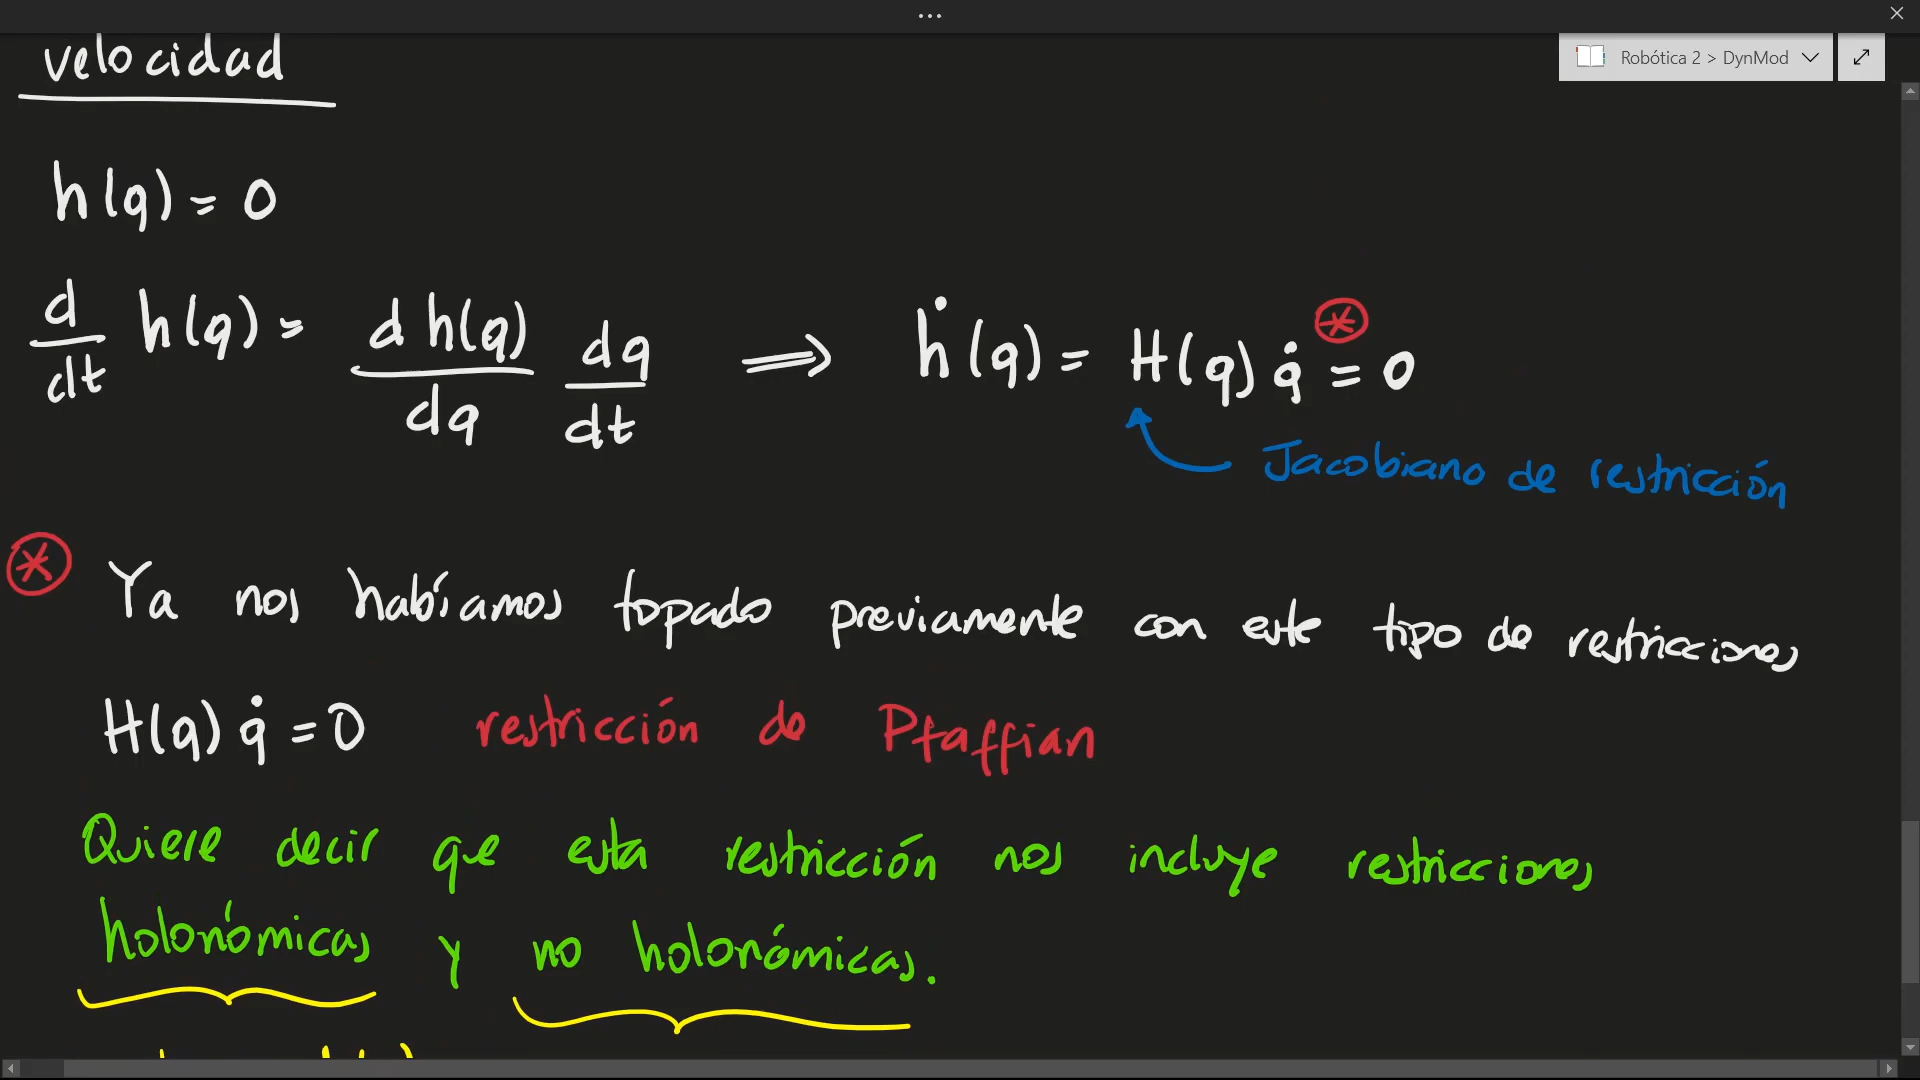 ...
Robótica 2 > DynMod
velocidad
h(q) = 0
d/dt h(q) = d h(q)/dq dq/dt ⟹ ḣ(q) = H(q) q̇ = 0 ⊛
Jacobiano de restricción
⊛ Ya nos habíamos topado previamente con este tipo de restricciones
H(q) q̇ = 0 restricción de Pfaffian
Quiere decir que esta restricción nos incluye restricciones
holonómicas y no holonómicas.